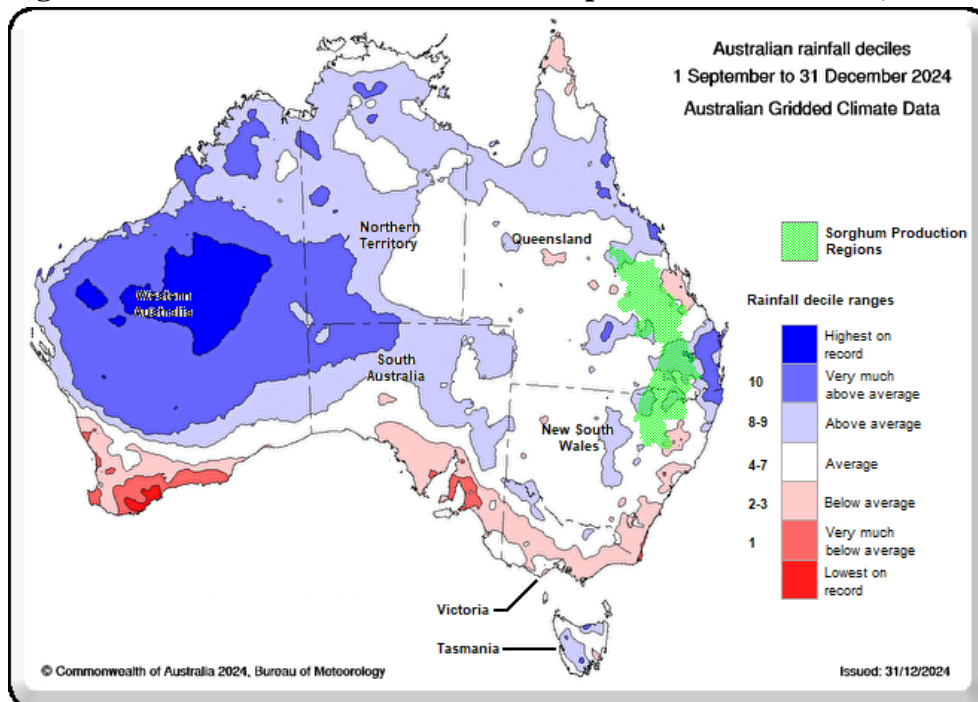 Australian rainfall deciles
1 September to 31 December 2024
Australian Gridded Climate Data
Northern
Territory
Queensland
Sorghum Production
Regions
Western
Australia
Rainfall decile ranges
South
Australia
Highest on
record
10
Very much
above average
New South
Wales
8-9
Above average
4-7
Average
2-3
Below average
1
Very much
below average
Lowest on
record
Victoria
Tasmania
© Commonwealth of Australia 2024, Bureau of Meteorology
Issued: 31/12/2024